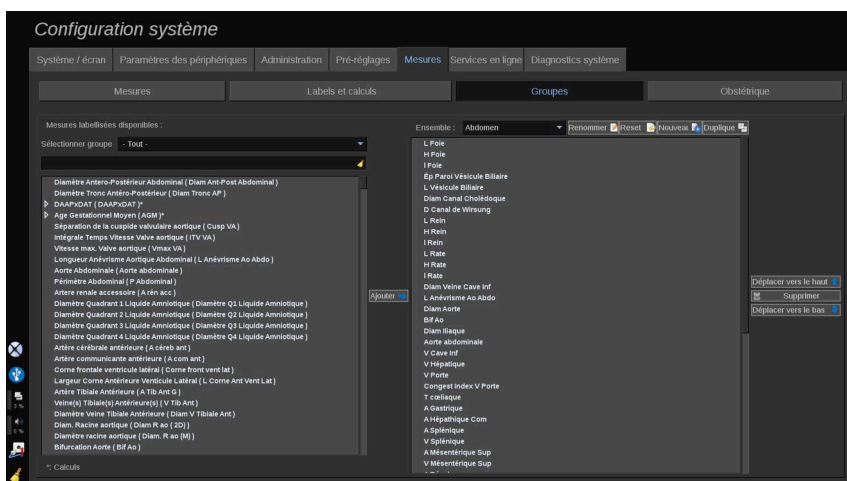 Configuration système
Système / écran Paramètres des périphériques Administration Pré-réglages Mesures Services en ligne Diagnostics système
Mesures Labels et calculs Groupes Obstétrique
Mesures labellisées disponibles :
Sélectionner groupe - Tout -
Diamètre Antero-Postérieur Abdominal ( Diam Ant-Post Abdominal )
Diamètre Tronc Antéro-Postérieur ( Diam Tronc AP )
DAAPxDAT ( DAAPxDAT )*
Age Gestationnel Moyen ( AGM )*
Séparation de la cuspide valvulaire aortique ( Cusp VA )
Intégrale Temps Vitesse Valve aortique ( ITV VA )
Vitesse max. Valve aortique ( Vmax VA )
Longueur Anévrisme Aortique Abdominal ( L Anévrisme Ao Abdo )
Aorte Abdominale ( Aorte abdominale )
Périmètre Abdominal ( P Abdominal )
Artere renale accessoire ( A rén acc )
Diamètre Quadrant 1 Liquide Amniotique ( Diamètre Q1 Liquide Amniotique )
Diamètre Quadrant 2 Liquide Amniotique ( Diamètre Q2 Liquide Amniotique )
Diamètre Quadrant 3 Liquide Amniotique ( Diamètre Q3 Liquide Amniotique )
Diamètre Quadrant 4 Liquide Amniotique ( Diamètre Q4 Liquide Amniotique )
Artère cérébrale antérieure ( A céreb ant )
Artère communicante antérieure ( A com ant )
Corne frontale ventricule latéral ( Corne front vent lat )
Largeur Corne Antérieure Venticule Latéral ( L Corne Ant Vent Lat )
Artère Tibiale Antérieure ( A Tib Ant G )
Veine(s) Tibiale(s) Antérieure(s) ( V Tib Ant )
Diamètre Veine Tibiale Antérieure ( Diam V Tibiale Ant )
Diam. Racine aortique ( Diam R ao ( 2D) )
Diamètre racine aortique ( Diam. R ao (M) )
Bifurcation Aorte ( Bif Ao )
*: Calculs
Ajouter
Ensemble : Abdomen Renommer Reset Nouveau Duplique
L Foie
H Foie
I Foie
Ép Paroi Vésicule Biliaire
L Vésicule Biliaire
Diam Canal Cholédoque
D Canal de Wirsung
L Rein
H Rein
I Rein
L Rate
H Rate
I Rate
Diam Veine Cave Inf
L Anévrisme Ao Abdo
Diam Aorte
Bif Ao
Diam Iliaque
Aorte abdominale
V Cave Inf
V Hépatique
V Porte
Congest Index V Porte
T cœliaque
A Gastrique
A Hépathique Com
A Splénique
V Splénique
A Mésentérique Sup
V Mésentérique Sup
Déplacer vers le haut
Supprimer
Déplacer vers le bas
3 %
0 %